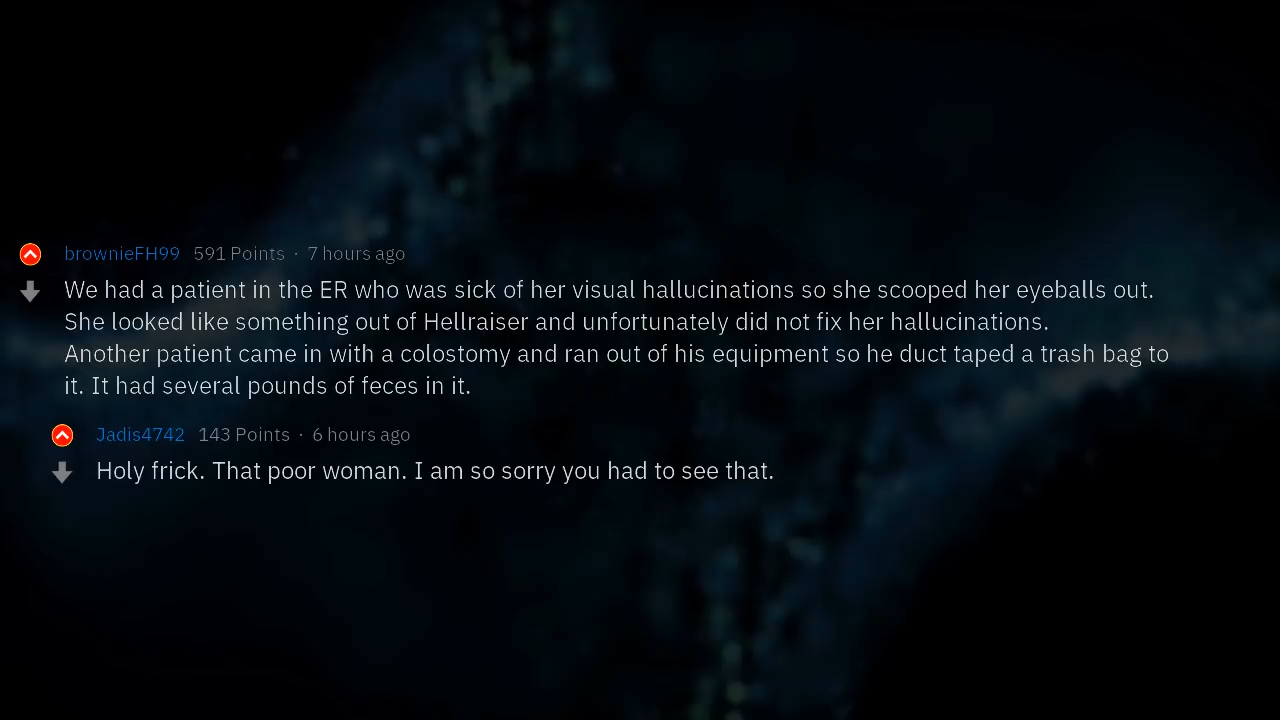 brownieFH99 591 Points · 7 hours ago
We had a patient in the ER who was sick of her visual hallucinations so she scooped her eyeballs out.
She looked like something out of Hellraiser and unfortunately did not fix her hallucinations.
Another patient came in with a colostomy and ran out of his equipment so he duct taped a trash bag to
it. It had several pounds of feces in it.
Jadis4742 143 Points · 6 hours ago
Holy frick. That poor woman. I am so sorry you had to see that.